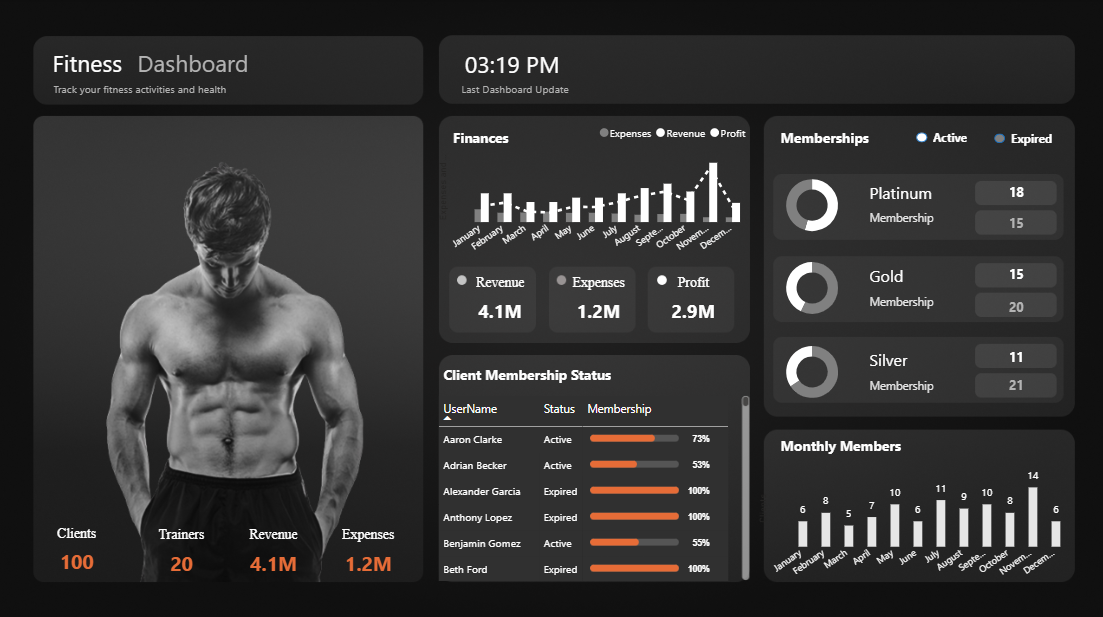 Fitness Dashboard
Track your fitness activities and health
03:19 PM
Last Dashboard Update
Clients
Trainers
Revenue
Expenses
100
20
4.1M
1.2M
Finances
Expenses Revenue Profit
January
February
March
April
May
June
July
August
Septe...
October
Novem...
Decem...
Revenue
4.1M
Expenses
1.2M
Profit
2.9M
Client Membership Status
UserName Status Membership
Aaron Clarke Active 73%
Adrian Becker Active 53%
Alexander Garcia Expired 100%
Anthony Lopez Expired 100%
Benjamin Gomez Active 55%
Beth Ford Expired 100%
Memberships
Active Expired
Platinum
Membership
18
15
Gold
Membership
15
20
Silver
Membership
11
21
Monthly Members
6
8
5
7
10
6
11
9
10
8
14
6
January
February
March
April
May
June
July
August
Septe...
October
Novem...
Decem...